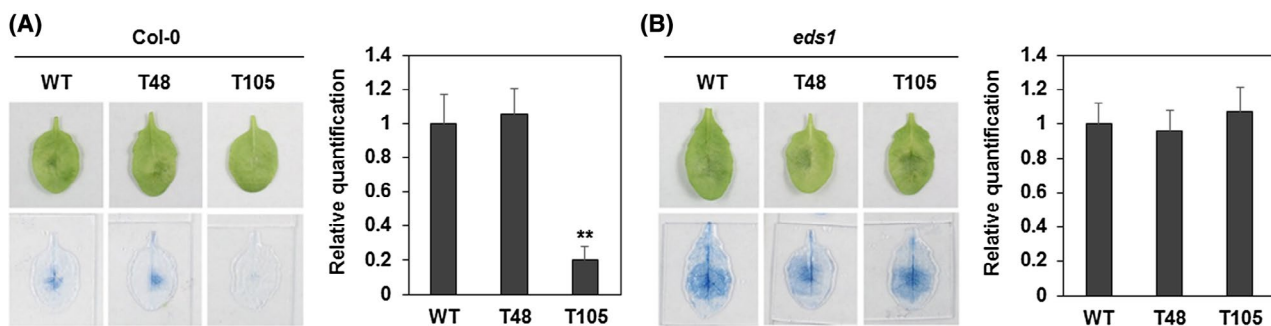 (A)
Col-0
WT T48 T105
Relative quantification
1.4
1.2
1
0.8
0.6
0.4
0.2
0
**
WT T48 T105
(B)
eds1
WT T48 T105
Relative quantification
1.4
1.2
1
0.8
0.6
0.4
0.2
0
WT T48 T105